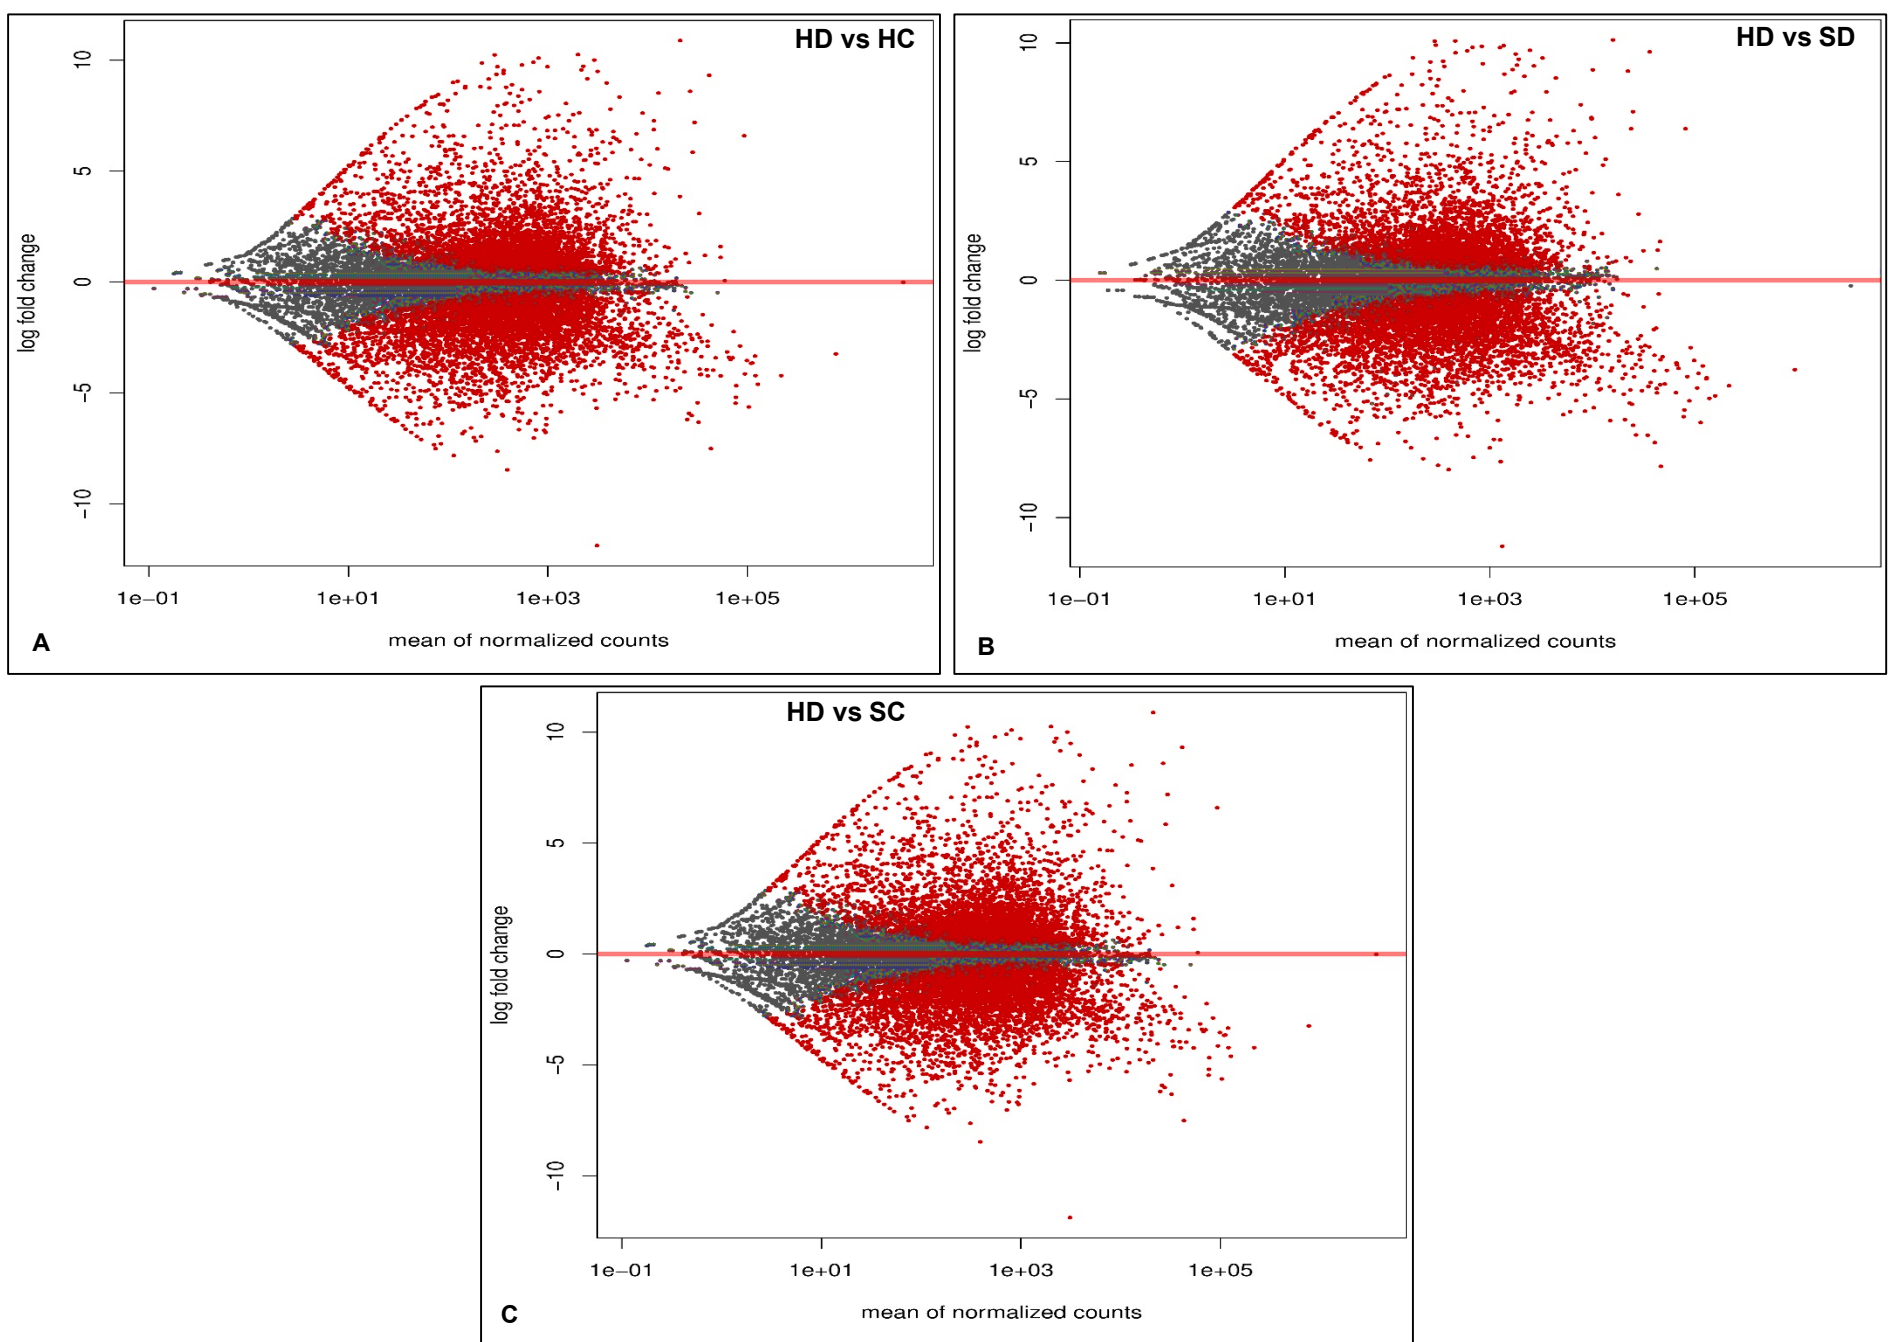 HD vs HC
10
5
0
−5
−10
log fold change
1e−01 1e+01 1e+03 1e+05
mean of normalized counts
A
HD vs SD
10
5
0
−5
−10
log fold change
1e−01 1e+01 1e+03 1e+05
mean of normalized counts
B
HD vs SC
10
5
0
−5
−10
log fold change
1e−01 1e+01 1e+03 1e+05
mean of normalized counts
C